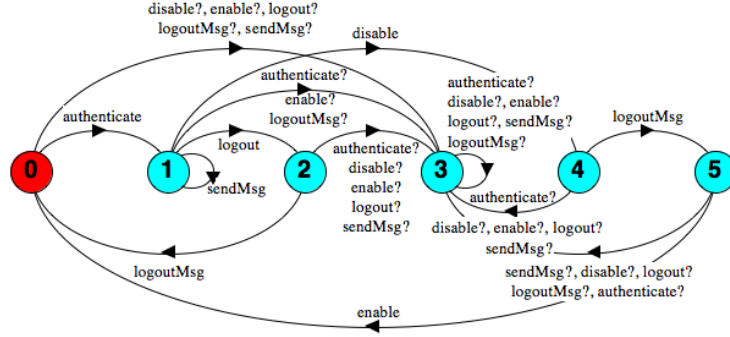 disable?, enable?, logout?
logoutMsg?, sendMsg?
disable
authenticate?
enable?
logoutMsg?
authenticate?
disable?, enable?
logout?, sendMsg?
logoutMsg?
authenticate
logout
logoutMsg
0
1
2
3
4
5
sendMsg
authenticate?
disable?
enable?
logout?
sendMsg?
authenticate?
disable?, enable?, logout?
sendMsg?
logoutMsg
sendMsg?, disable?, logout?
logoutMsg?, authenticate?
enable